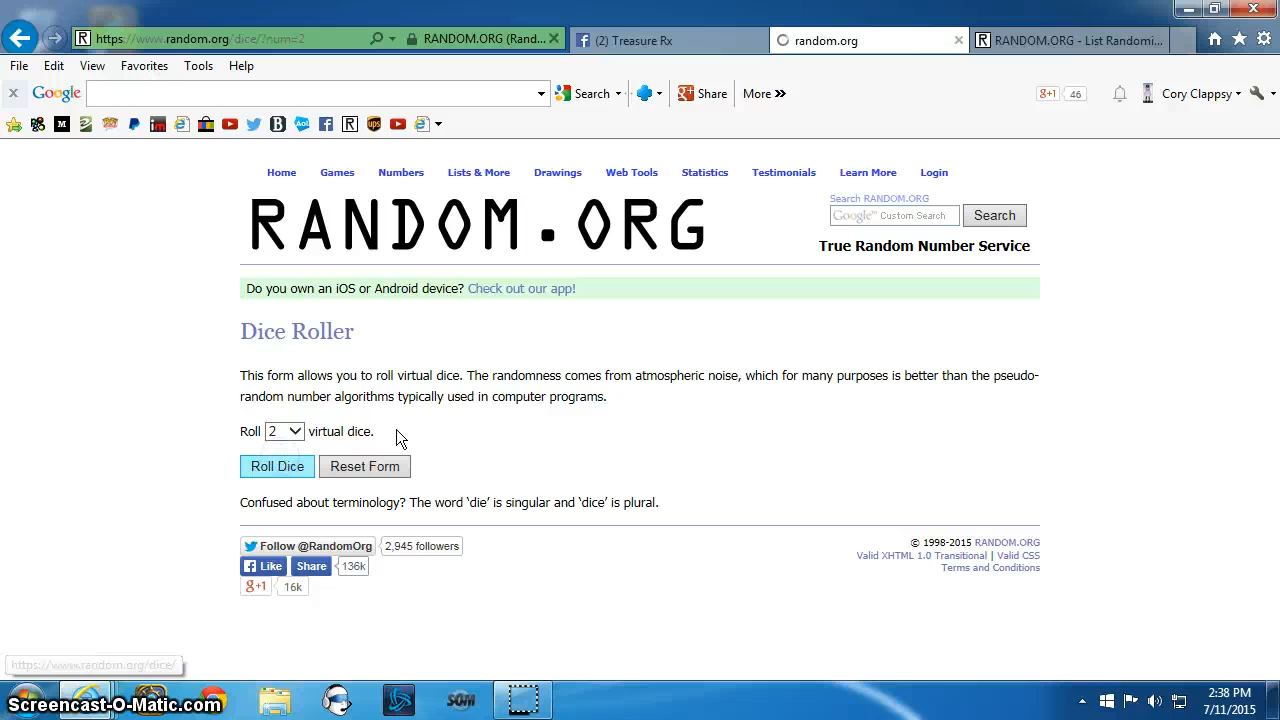 https://www.random.org/dice/?num=2
RANDOM.ORG (Rand...
(2) Treasure Rx
random.org
RANDOM.ORG - List Randomi...
File Edit View Favorites Tools Help
Google
Search
Share
More »
g+1 46
Cory Clappsy
Home Games Numbers Lists & More Drawings Web Tools Statistics Testimonials Learn More Login
RANDOM.ORG
Search RANDOM.ORG
Google™ Custom Search
Search
True Random Number Service
Do you own an iOS or Android device? Check out our app!
Dice Roller
This form allows you to roll virtual dice. The randomness comes from atmospheric noise, which for many purposes is better than the pseudo-
random number algorithms typically used in computer programs.
Roll 2 virtual dice.
Roll Dice Reset Form
Confused about terminology? The word ‘die’ is singular and ‘dice’ is plural.
Follow @RandomOrg 2,945 followers
Like Share 136k
g+1 16k
© 1998-2015 RANDOM.ORG
Valid XHTML 1.0 Transitional | Valid CSS
Terms and Conditions
https://www.random.org/dice/
Screencast-O-Matic.com
SOM
2:38 PM
7/11/2015